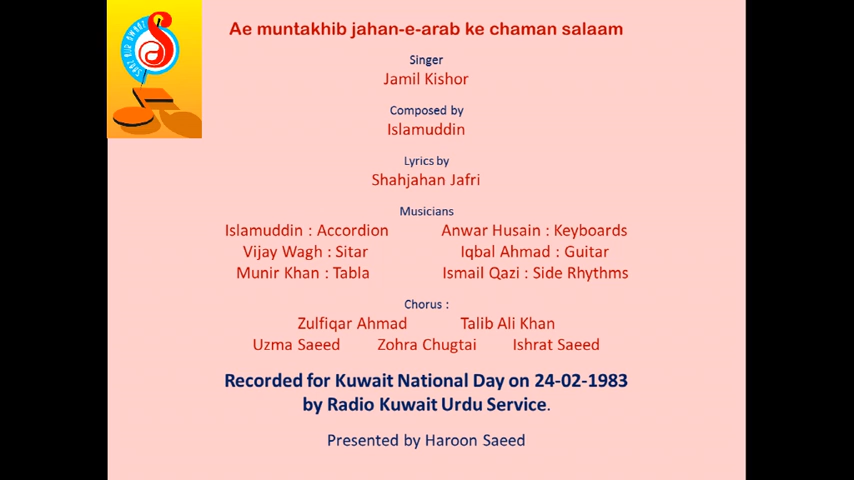 Ae muntakhib jahan-e-arab ke chaman salaam
Singer
Jamil Kishor
Composed by
Islamuddin
Lyrics by
Shahjahan Jafri
Musicians
Islamuddin : Accordion Anwar Husain : Keyboards
Vijay Wagh : Sitar Iqbal Ahmad : Guitar
Munir Khan : Tabla Ismail Qazi : Side Rhythms
Chorus :
Zulfiqar Ahmad Talib Ali Khan
Uzma Saeed Zohra Chugtai Ishrat Saeed
Recorded for Kuwait National Day on 24-02-1983
by Radio Kuwait Urdu Service.
Presented by Haroon Saeed